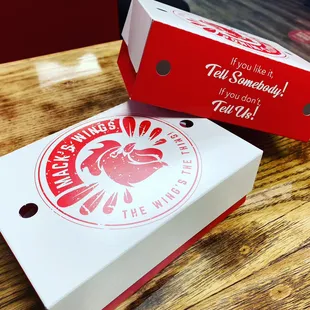 If you like it,
Tell Somebody!
If you don't
Tell Us!
MACK'S WINGS
THE WING'S THE THING!